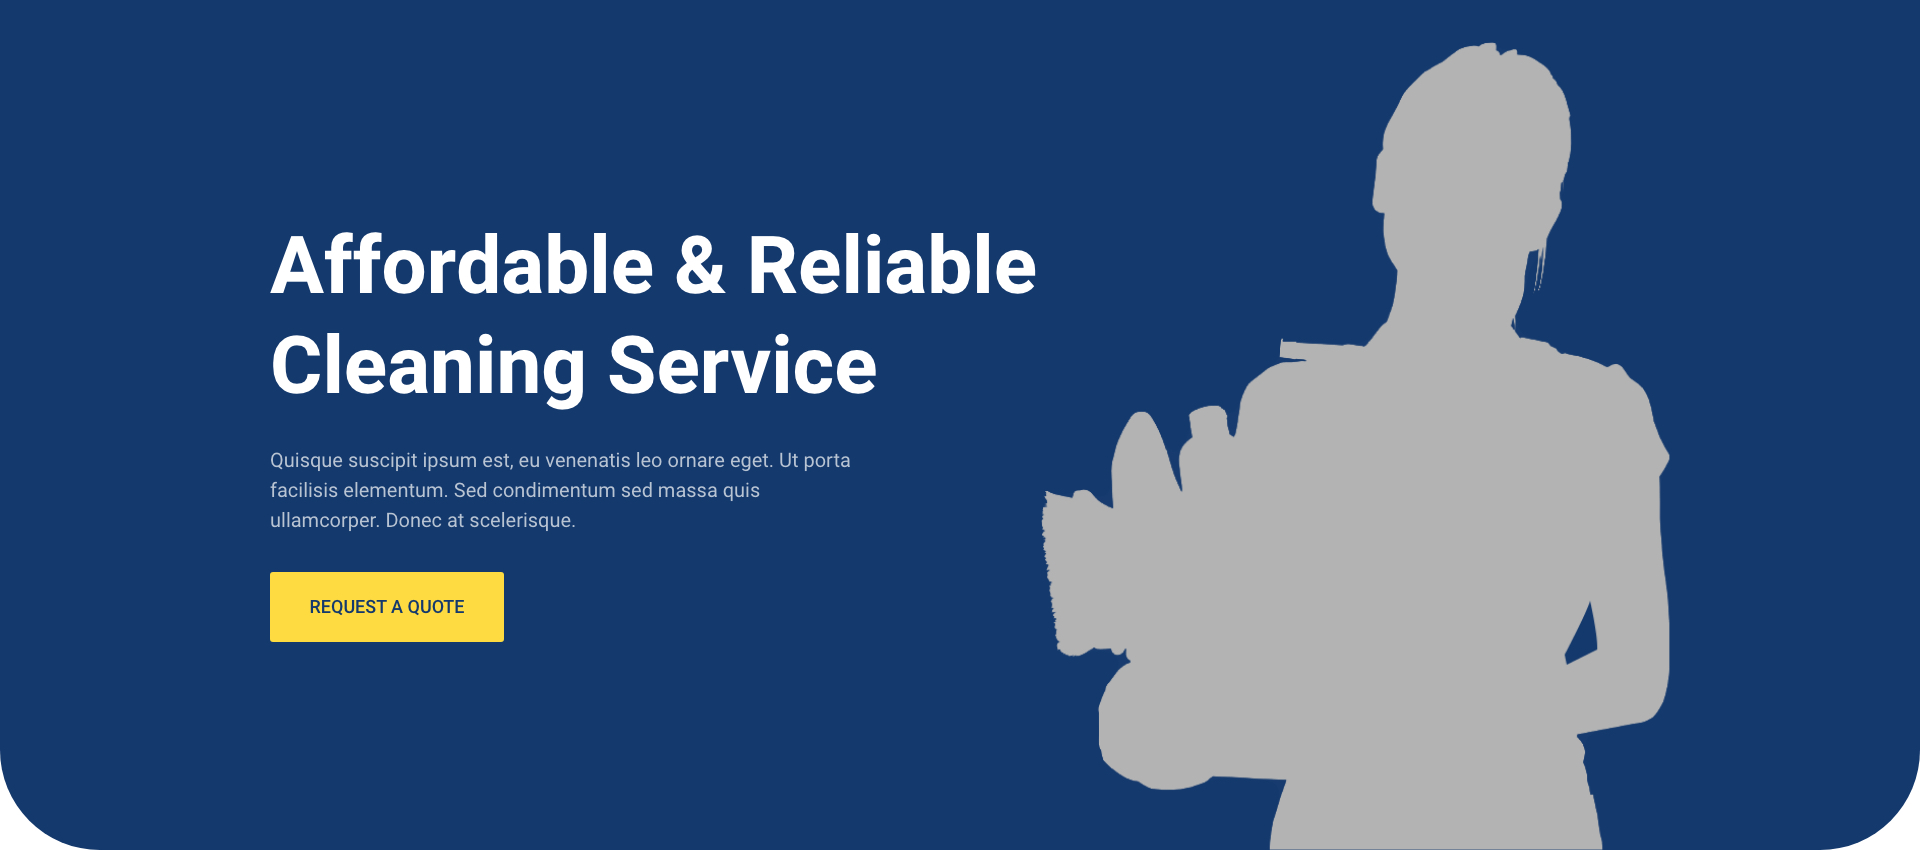 Affordable & Reliable
Cleaning Service
Quisque suscipit ipsum est, eu venenatis leo ornare eget. Ut porta
facilisis elementum. Sed condimentum sed massa quis
ullamcorper. Donec at scelerisque.
REQUEST A QUOTE